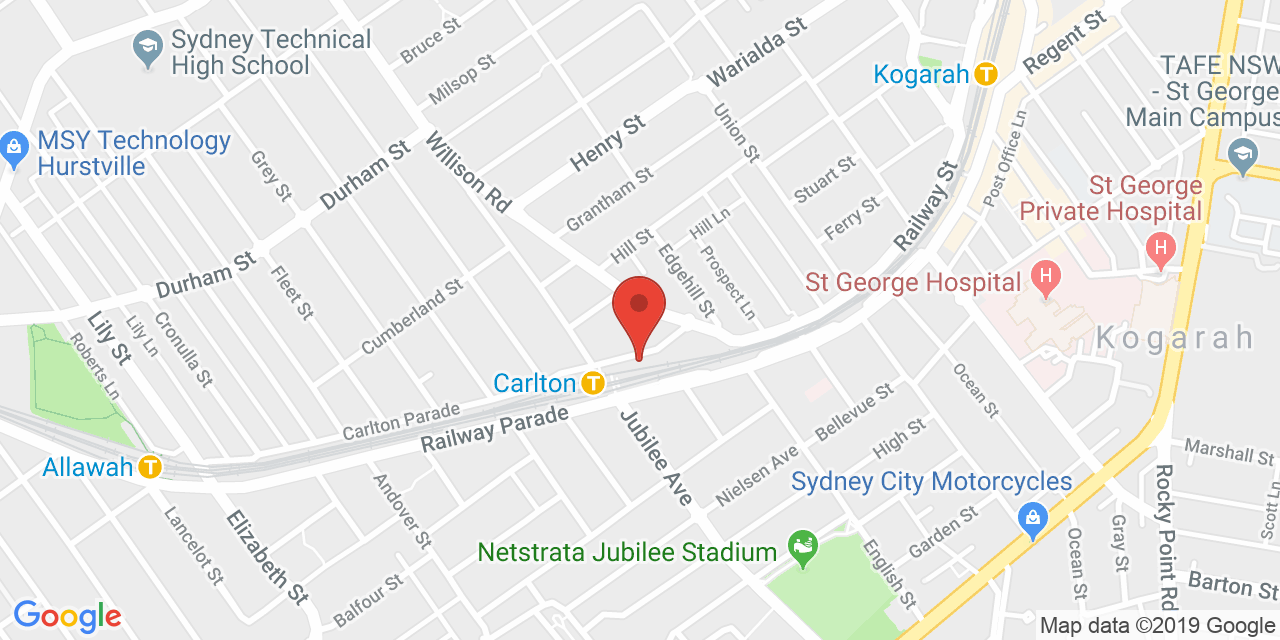 Bruce St
Warialda St
Regent St
Sydney Technical
High School
Milsop St
Kogarah T
TAFE NSW
- St George
Main Campus
MSY Technology
Hurstville
Willison Rd
Henry St
Union St
Post Office Ln
Grey St
Durham St
Grantham St
Stuart St
Railway St
St George
Private Hospital
H
Hill St
Hill Ln
Ferry St
Durham St
Fleet St
Edgehill St
Prospect Ln
St George Hospital H
Cumberland St
Lily St
Lily Ln
Cronulla St
Roberts Ln
Kogarah
Carlton T
Ocean St
Carlton Parade
Railway Parade
Jubilee Ave
Bellevue St
High St
Nielsen Ave
Marshall St
Allawah T
Andover St
Sydney City Motorcycles
Rocky Point Rd
Scott Ln
Lancelot St
Elizabeth St
Netstrata Jubilee Stadium
English St
Garden St
Ocean St
Gray St
Balfour St
Barton St
Google
Map data ©2019 Google